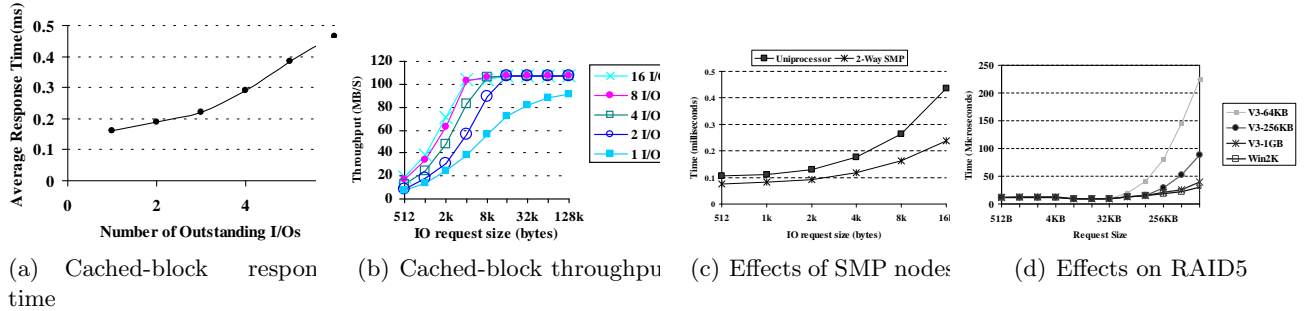 Average Response Time(ms)
0.5
0.4
0.3
0.2
0.1
0
0 2 4
Number of Outstanding I/Os
(a) Cached-block respon
time
Throughput (MB/S)
120
100
80
60
40
20
0
512 2k 8k 32k 128k
IO request size (bytes)
16 I/O
8 I/O
4 I/O
2 I/O
1 I/O
(b) Cached-block throughpu
Uniprocessor 2-Way SMP
Time (milliseconds)
0.5
0.4
0.3
0.2
0.1
0
512 1k 2k 4k 8k 16
IO request size (bytes)
(c) Effects of SMP nodes
Time (Microseconds)
250
200
150
100
50
0
512B 4KB 32KB 256KB
Request Size
V3-64KB
V3-256KB
V3-1GB
Win2K
(d) Effects on RAID5